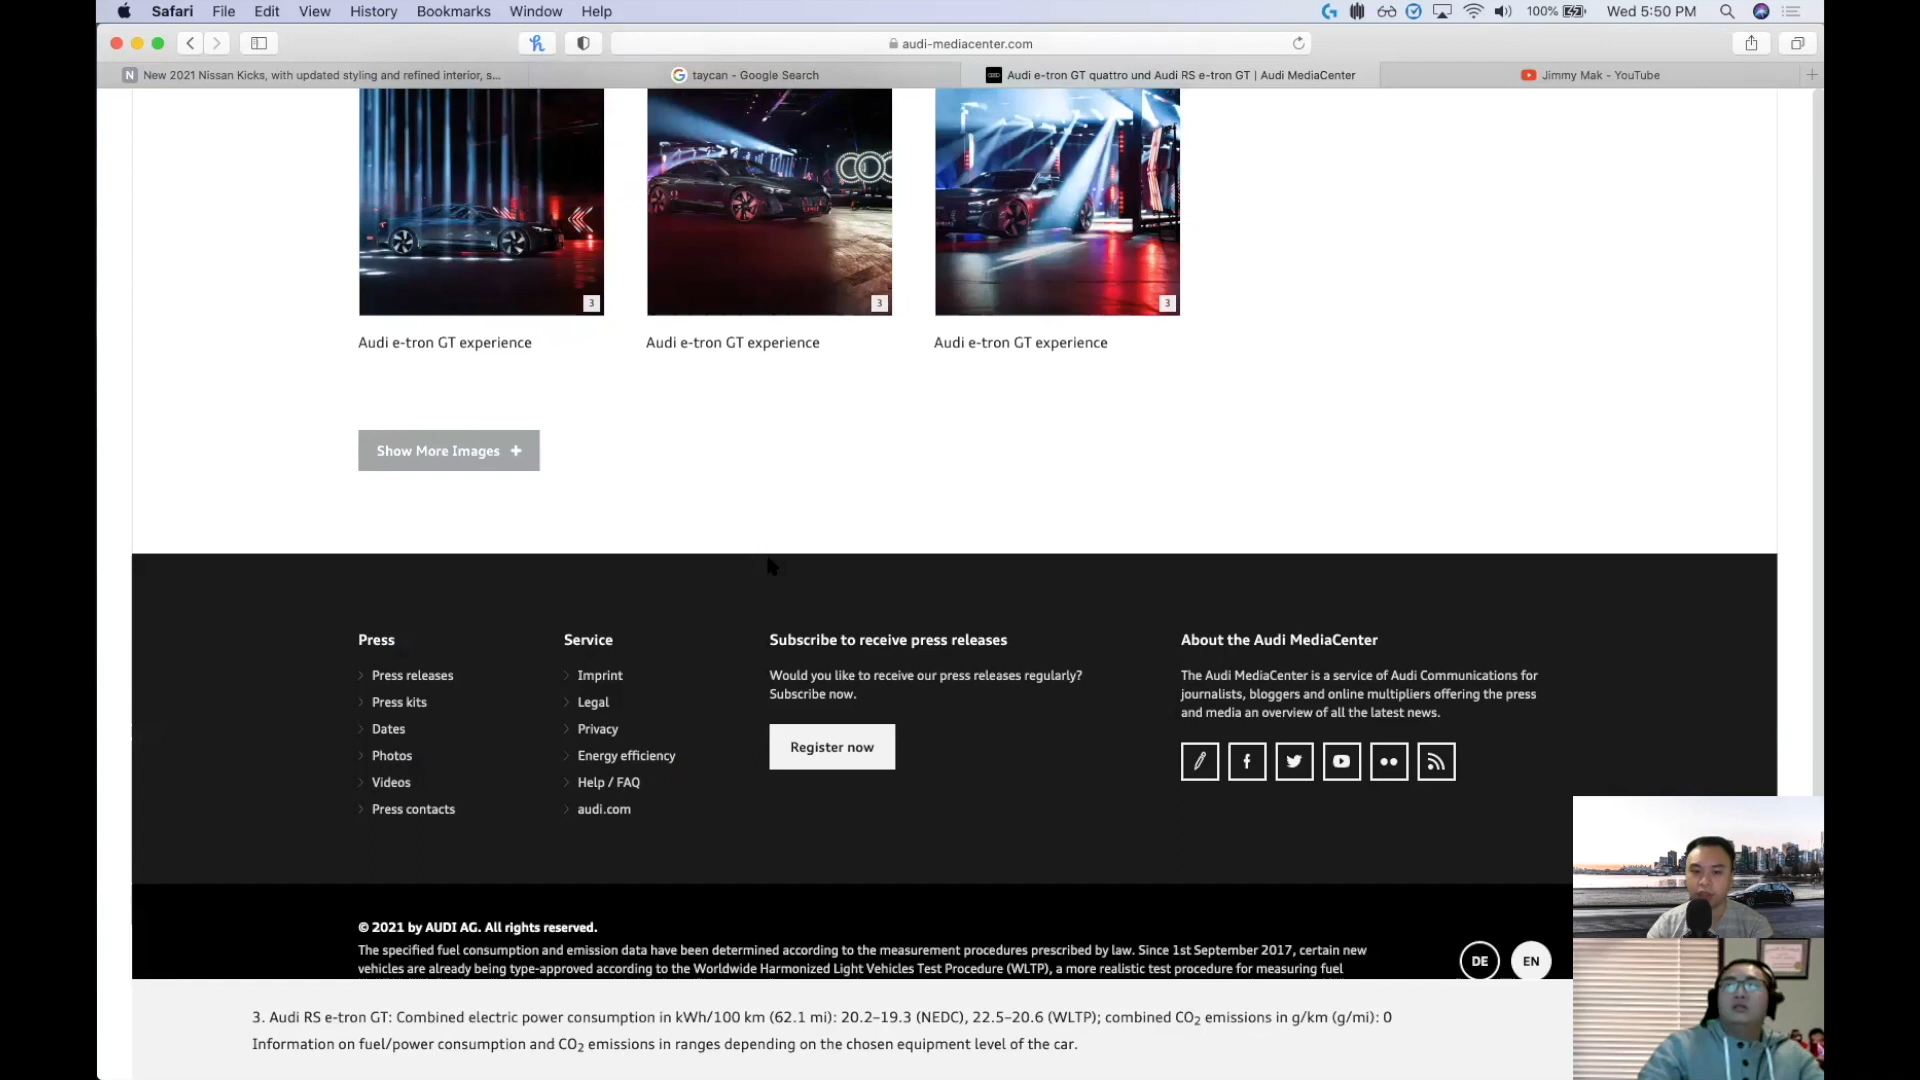 Safari File Edit View History Bookmarks Window Help 100% Wed 5:50 PM
audi-mediacenter.com
New 2021 Nissan Kicks, with updated styling and refined interior, s...
taycan - Google Search
Audi e-tron GT quattro und Audi RS e-tron GT | Audi MediaCenter
Jimmy Mak - YouTube
3
3
3
Audi e-tron GT experience
Audi e-tron GT experience
Audi e-tron GT experience
Show More Images +
Press
Press releases
Press kits
Dates
Photos
Videos
Press contacts
Service
Imprint
Legal
Privacy
Energy efficiency
Help / FAQ
audi.com
Subscribe to receive press releases
Would you like to receive our press releases regularly?
Subscribe now.
Register now
About the Audi MediaCenter
The Audi MediaCenter is a service of Audi Communications for
journalists, bloggers and online multipliers offering the press
and media an overview of all the latest news.
© 2021 by AUDI AG. All rights reserved.
The specified fuel consumption and emission data have been determined according to the measurement procedures prescribed by law. Since 1st September 2017, certain new
vehicles are already being type-approved according to the Worldwide Harmonized Light Vehicles Test Procedure (WLTP), a more realistic test procedure for measuring fuel
DE EN
3. Audi RS e-tron GT: Combined electric power consumption in kWh/100 km (62.1 mi): 20.2–19.3 (NEDC), 22.5–20.6 (WLTP); combined CO₂ emissions in g/km (g/mi): 0
Information on fuel/power consumption and CO₂ emissions in ranges depending on the chosen equipment level of the car.